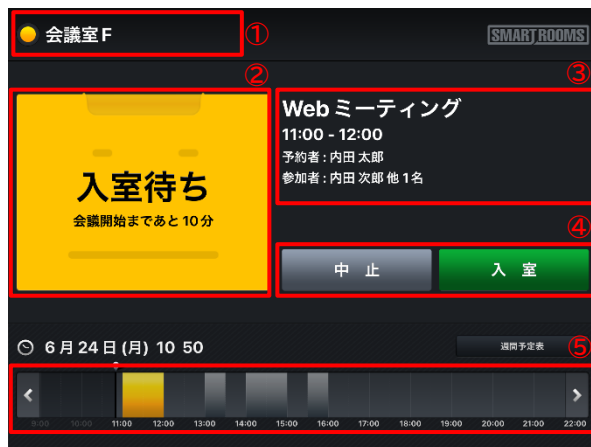 会議室F
①
SMART ROOMS
②
③
入室待ち
会議開始まであと10分
Webミーティング
11:00 - 12:00
予約者 : 内田 太郎
参加者 : 内田 次郎 他 1名
④
中 止
入 室
6月24日(月) 10 50
週間予定表
⑤
9:00 10:00 11:00 12:00 13:00 14:00 15:00 16:00 17:00 18:00 19:00 20:00 21:00 22:00